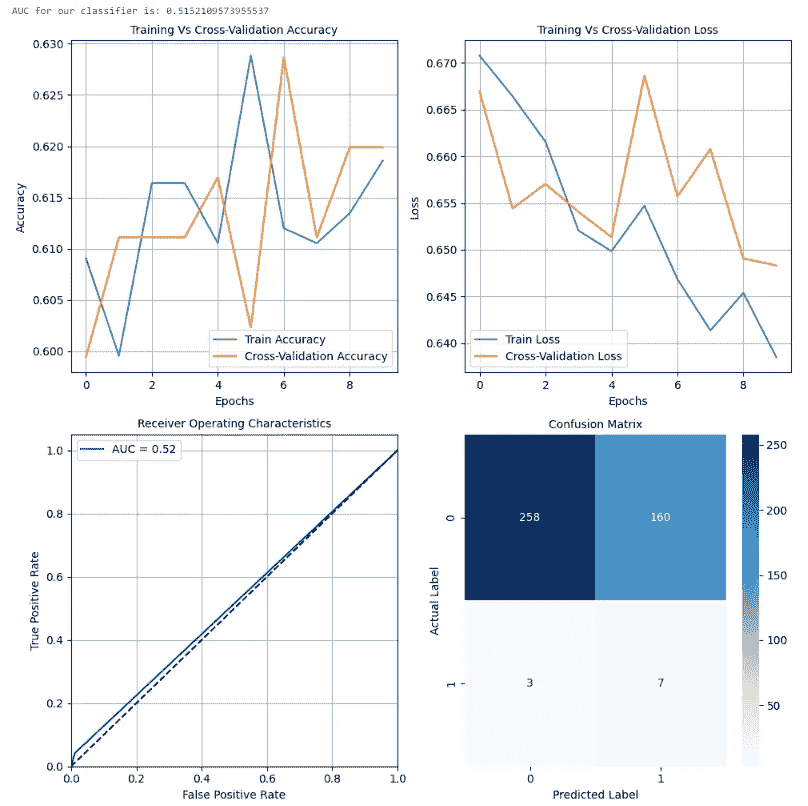 AUC for our classifier is: 0.5152109573955537
Training Vs Cross-Validation Accuracy
0.630
0.625
0.620
0.615
0.610
0.605
0.600
Accuracy
0 2 4 6 8
Epochs
Train Accuracy
Cross-Validation Accuracy
Training Vs Cross-Validation Loss
0.670
0.665
0.660
0.655
0.650
0.645
0.640
Loss
0 2 4 6 8
Epochs
Train Loss
Cross-Validation Loss
Receiver Operating Characteristics
1.0
0.8
0.6
0.4
0.2
0.0
True Positive Rate
0.0 0.2 0.4 0.6 0.8 1.0
False Positive Rate
AUC = 0.52
Confusion Matrix
Actual Label
0
258 160
1
3 7
0 1
Predicted Label
250
200
150
100
50